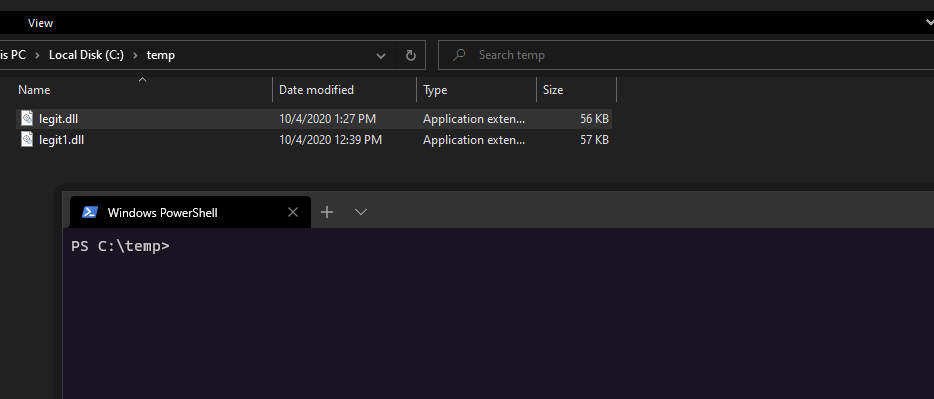 View
is PC > Local Disk (C:) > temp
Search temp
Name Date modified Type Size
legit.dll 10/4/2020 1:27 PM Application exten... 56 KB
legit1.dll 10/4/2020 12:39 PM Application exten... 57 KB
Windows PowerShell
PS C:\temp>